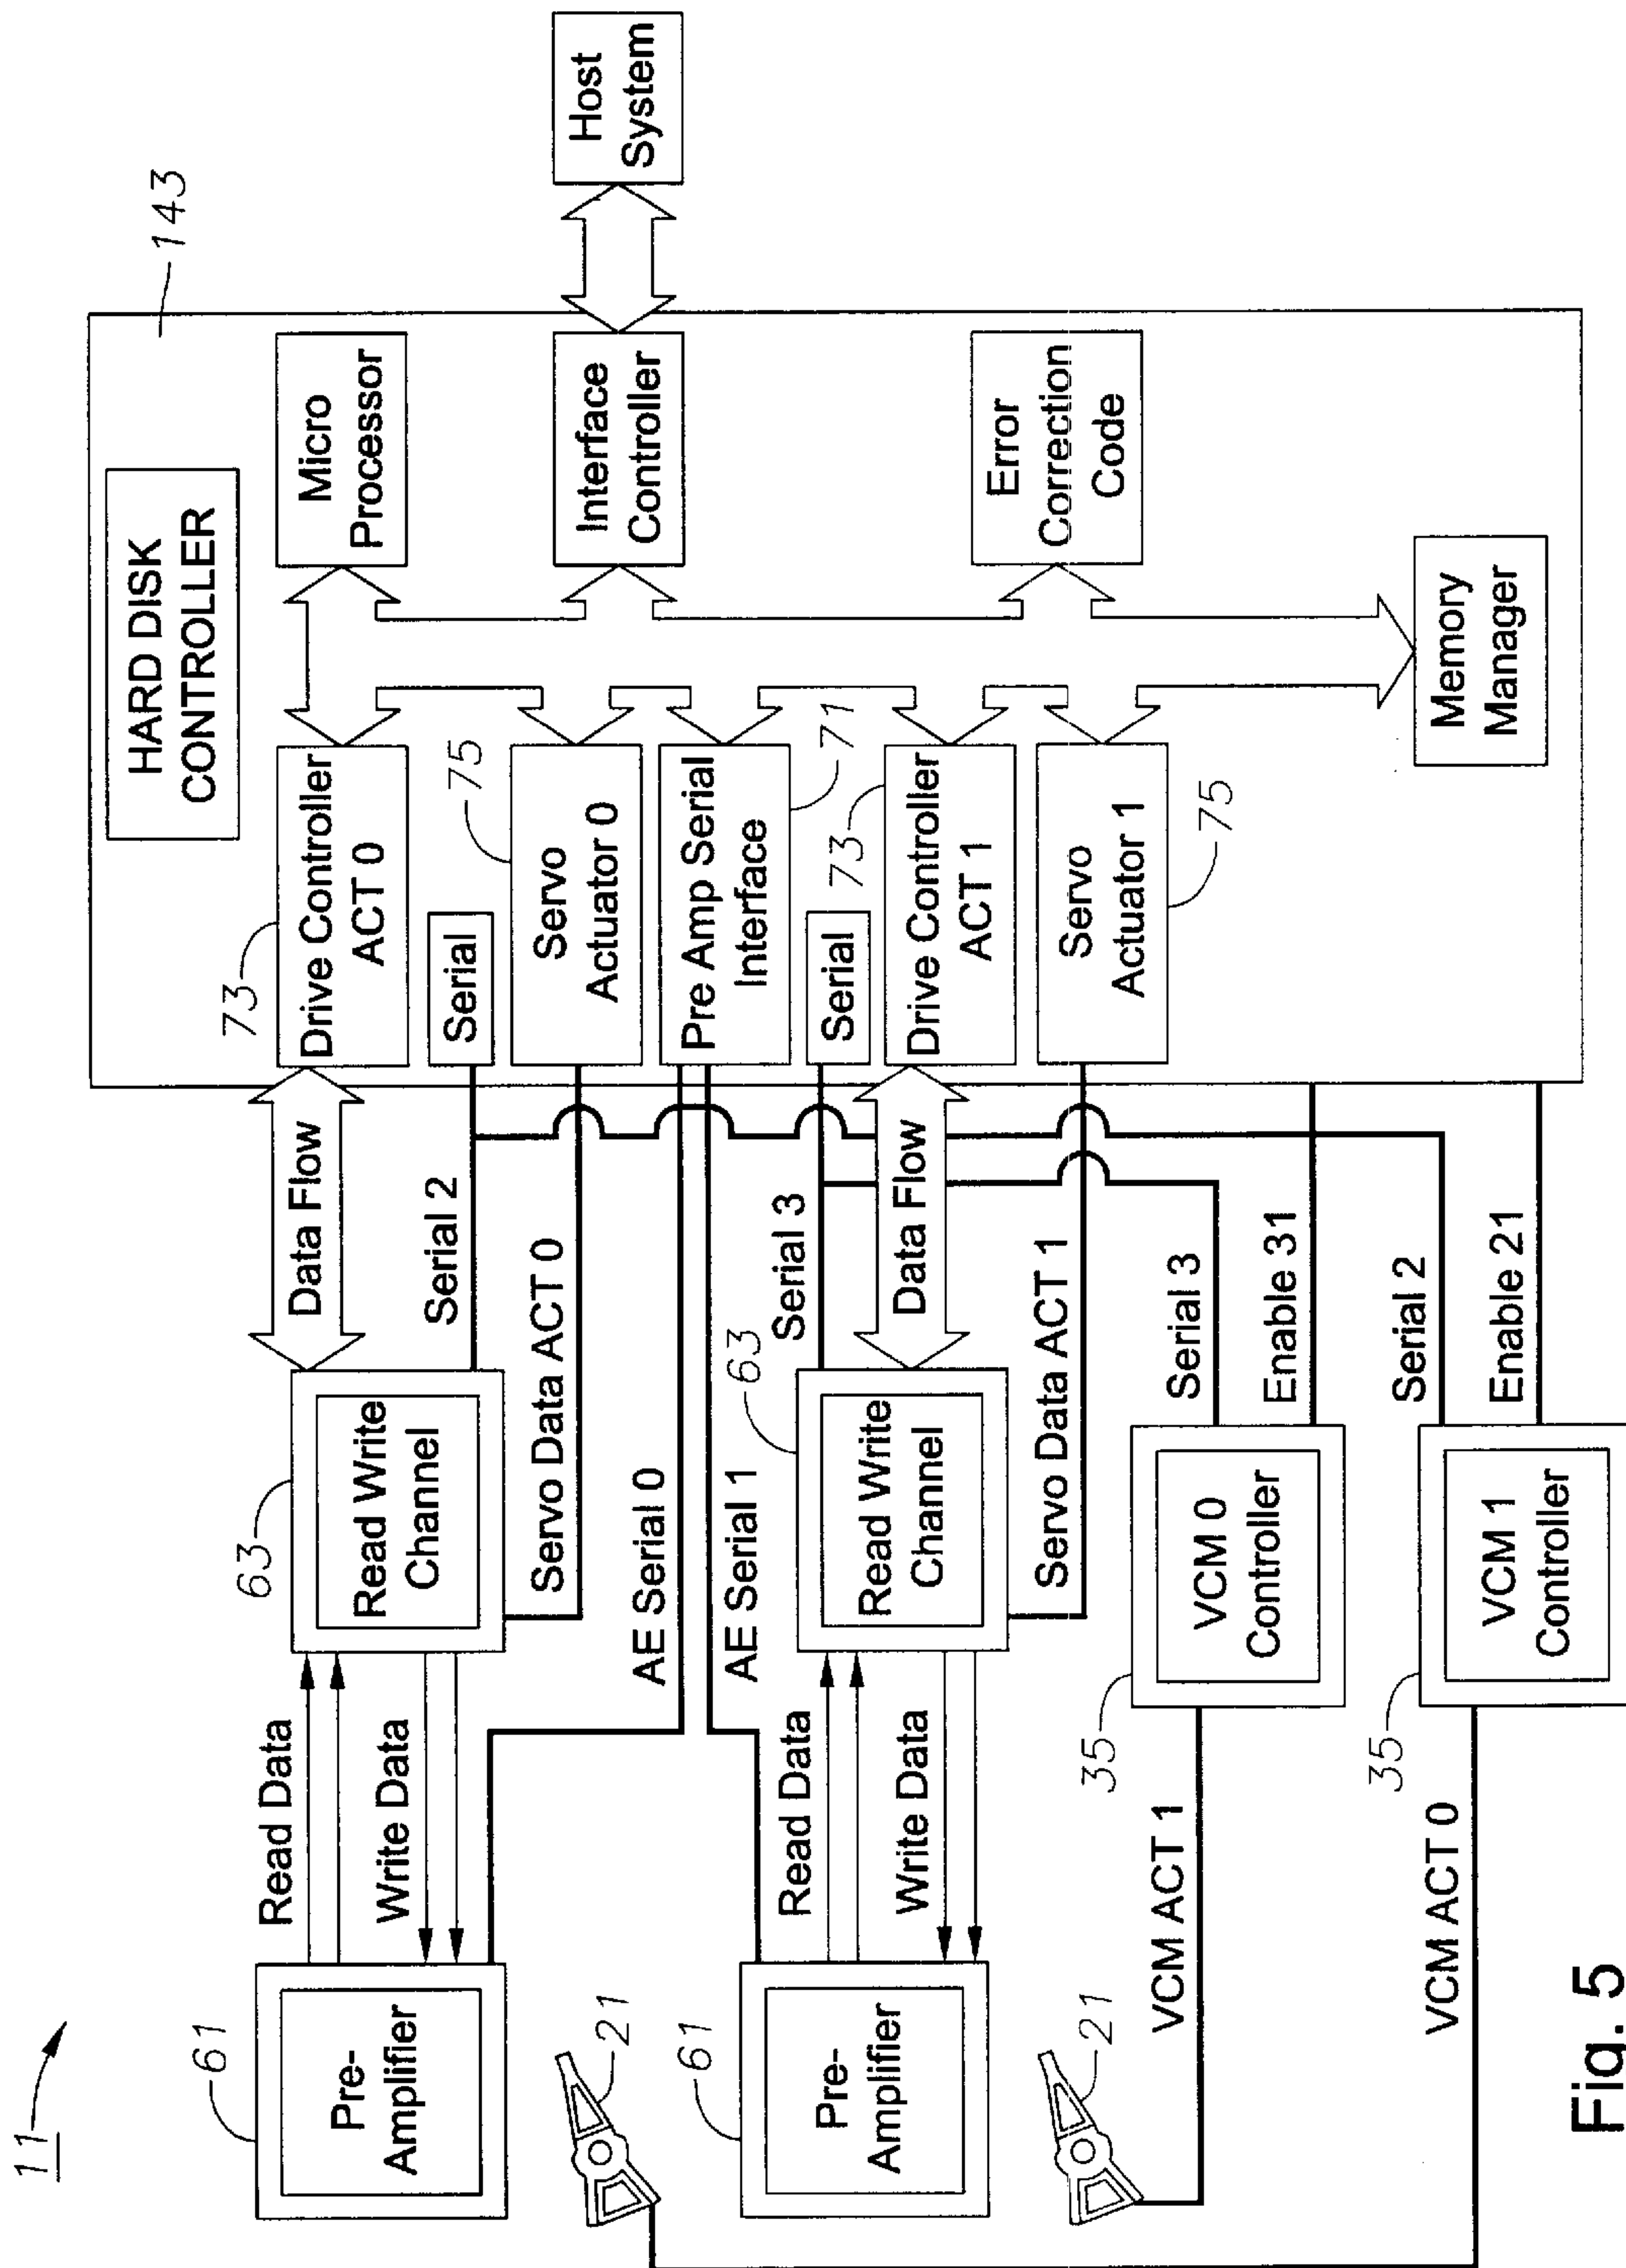 11
61
Pre-
Amplifier
Read Data
Write Data
63
Read Write
Channel
Data Flow
Serial 2
Servo Data ACT 0
AE Serial 0
AE Serial 1
21
61
Pre-
Amplifier
Read Data
Write Data
63
Read Write
Channel
Serial 3
Data Flow
Servo Data ACT 1
21
VCM ACT 1
35
VCM 0
Controller
Serial 3
Enable 31
VCM ACT 0
35
VCM 1
Controller
Serial 2
Enable 21
143
HARD DISK
CONTROLLER
73
Drive Controller
ACT 0
Serial
75
Servo
Actuator 0
Pre Amp Serial
Interface
71
Serial
73
Drive Controller
ACT 1
Servo
Actuator 1
75
Micro
Processor
Interface
Controller
Error
Correction
Code
Memory
Manager
Host
System
Fig. 5